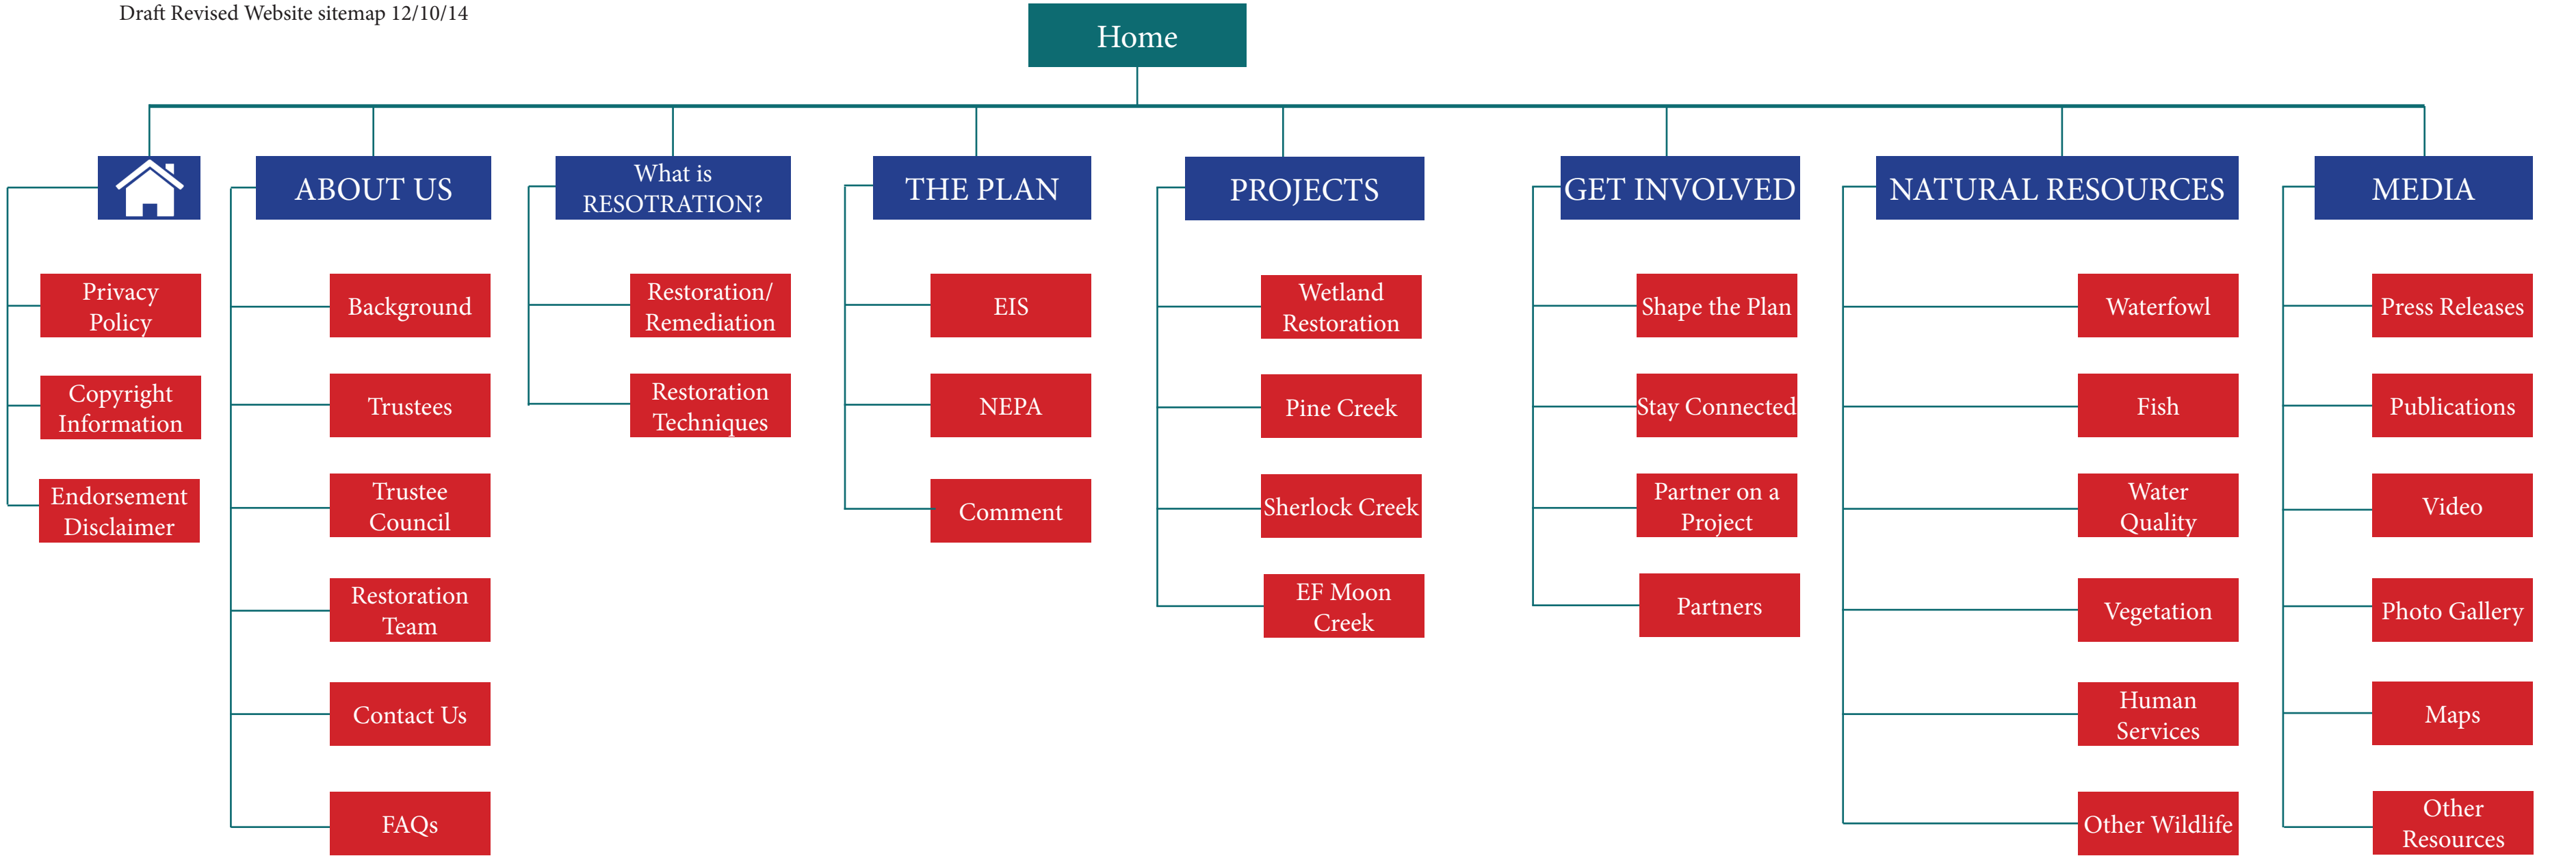 Draft Revised Website sitemap 12/10/14
Home
ABOUT US
What is
RESOTRATION?
THE PLAN
PROJECTS
GET INVOLVED
NATURAL RESOURCES
MEDIA
Privacy
Policy
Copyright
Information
Endorsement
Disclaimer
Background
Trustees
Trustee
Council
Restoration
Team
Contact Us
FAQs
Restoration/
Remediation
Restoration
Techniques
EIS
NEPA
Comment
Wetland
Restoration
Pine Creek
Sherlock Creek
EF Moon
Creek
Shape the Plan
Stay Connected
Partner on a
Project
Partners
Waterfowl
Fish
Water
Quality
Vegetation
Human
Services
Other Wildlife
Press Releases
Publications
Video
Photo Gallery
Maps
Other
Resources